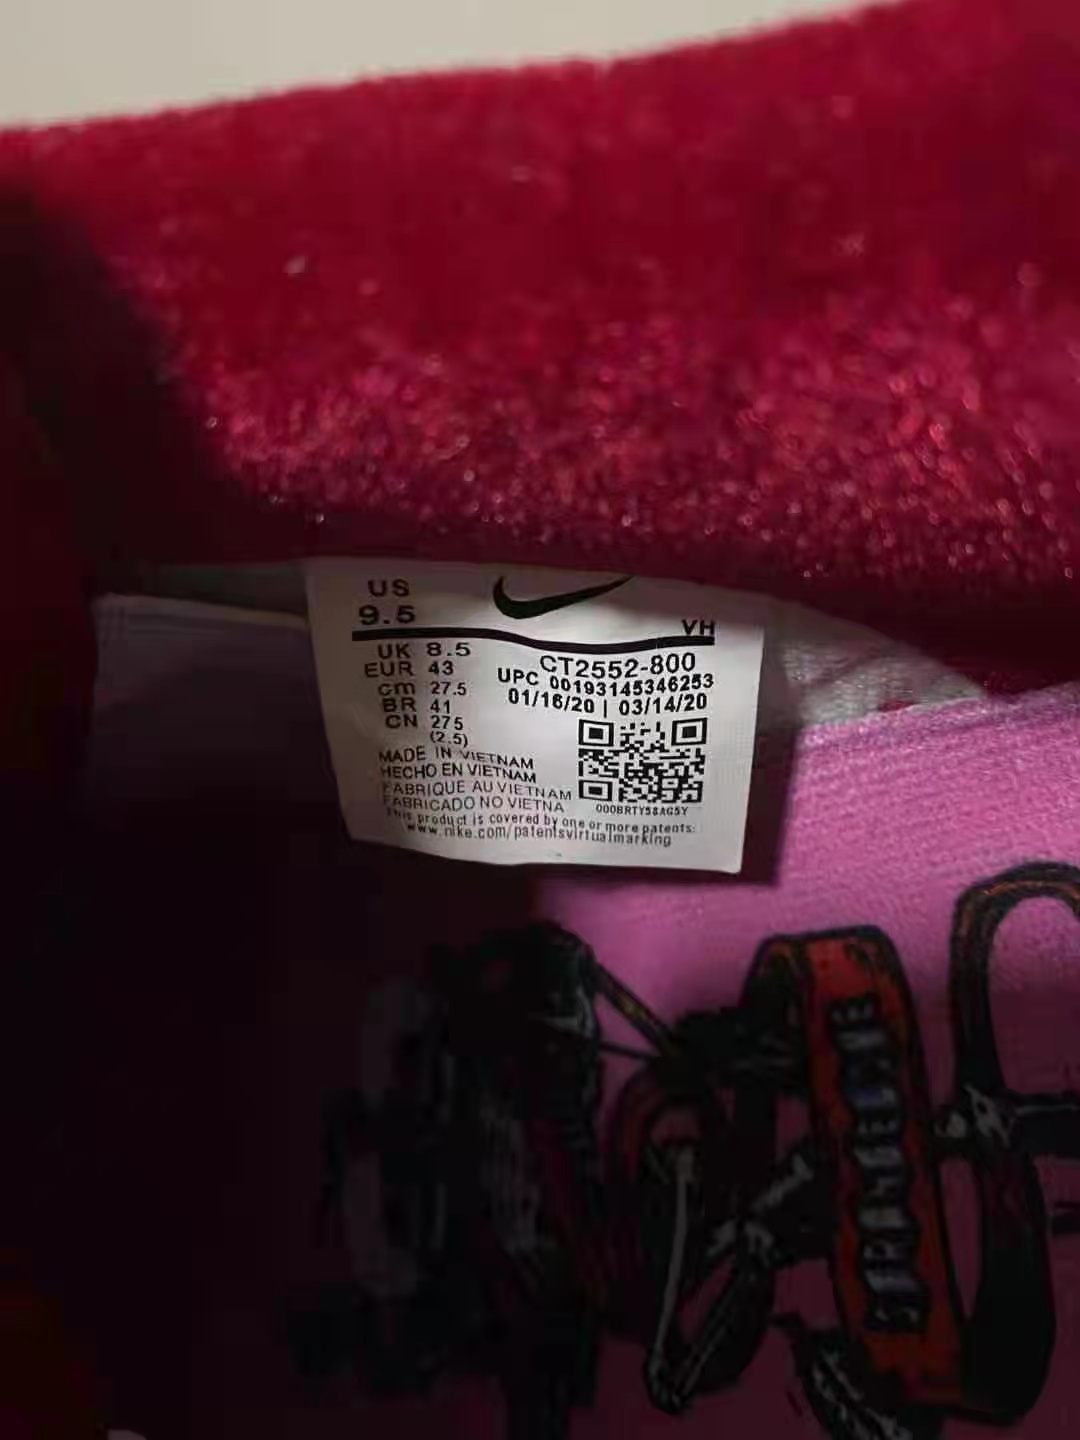 US
9.5
VH
UK 8.5
EUR 43
cm 27.5
BR 41
CN 275
(2.5)
CT2552-800
UPC 00193145346253
01/16/20 | 03/14/20
MADE IN VIETNAM
HECHO EN VIETNAM
FABRIQUE AU VIETNAM
FABRICADO NO VIETNA
000BRTY58AG5Y
This product is covered by one or more patents:
www.nike.com/patentsvirtualmarking